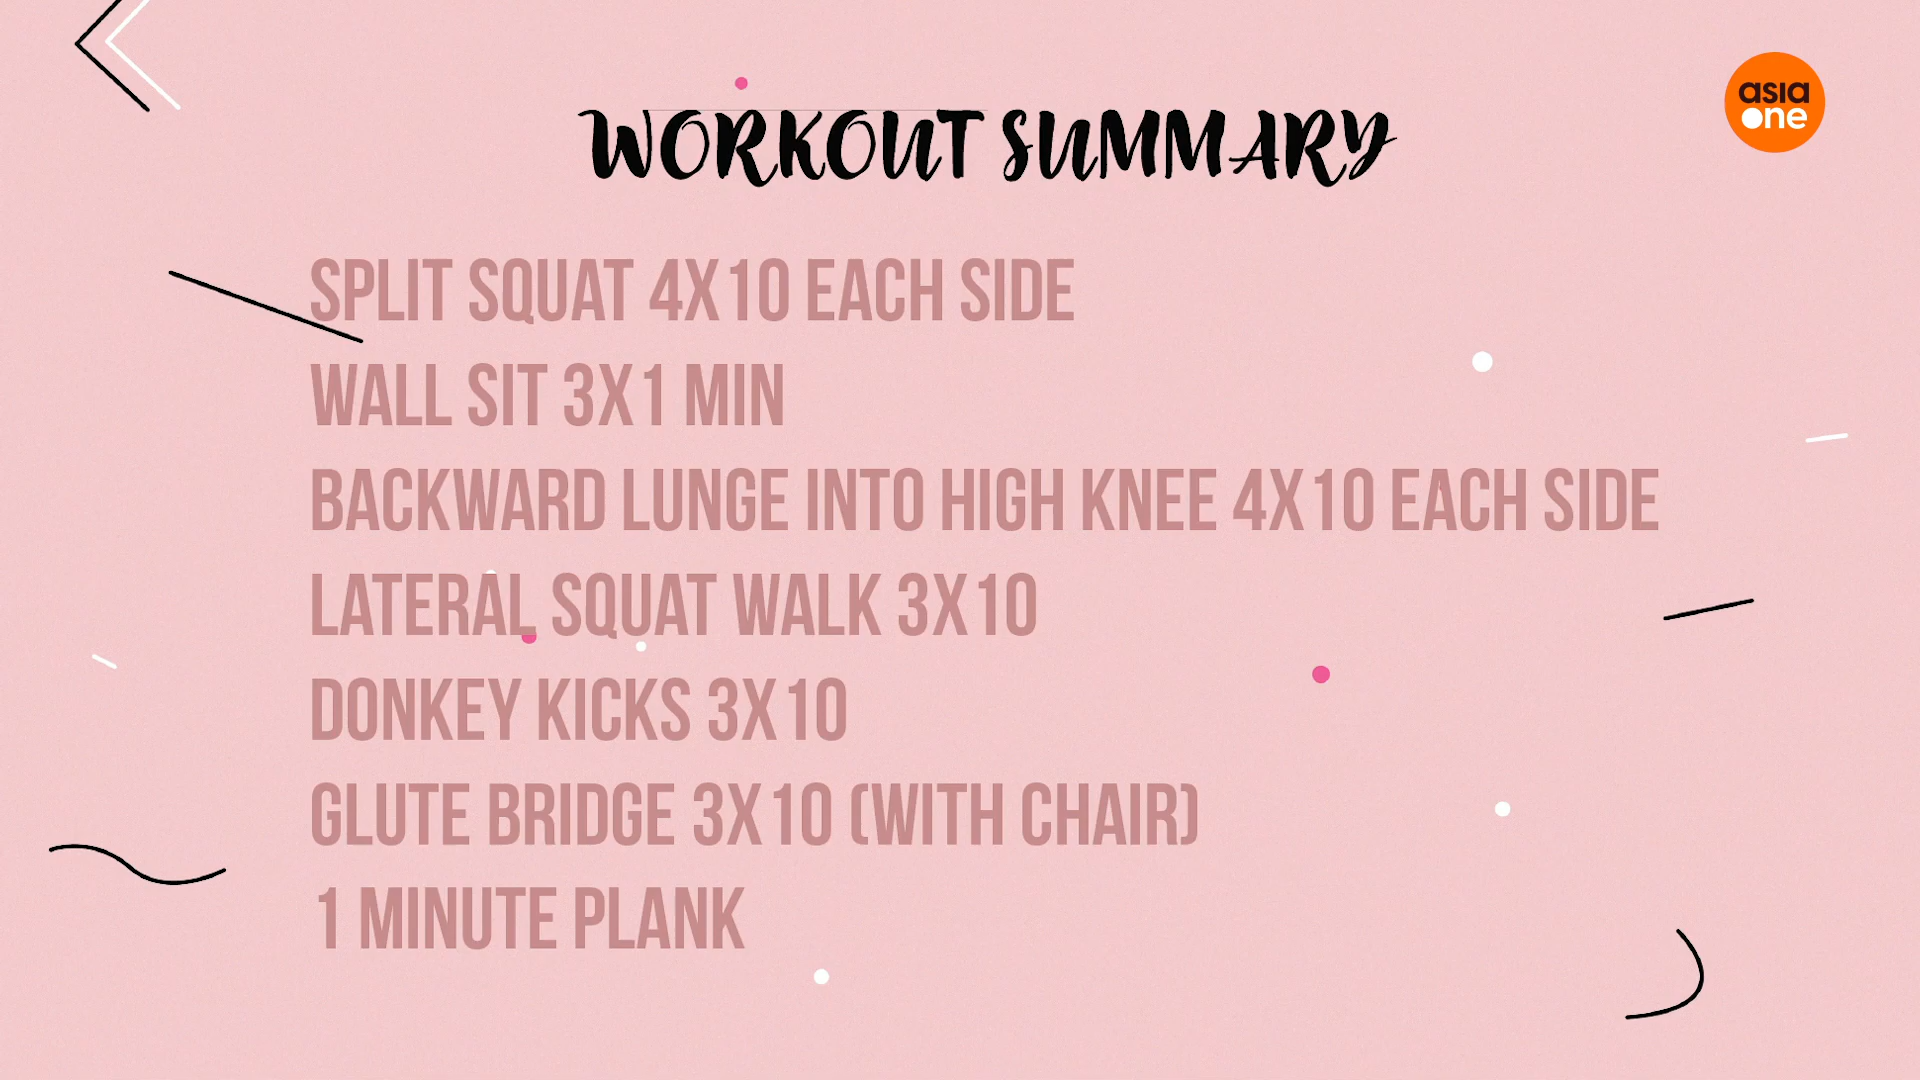 asia
one
WORKOUT SUMMARY
SPLIT SQUAT 4X10 EACH SIDE
WALL SIT 3X1 MIN
BACKWARD LUNGE INTO HIGH KNEE 4X10 EACH SIDE
LATERAL SQUAT WALK 3X10
DONKEY KICKS 3X10
GLUTE BRIDGE 3X10 (WITH CHAIR)
1 MINUTE PLANK